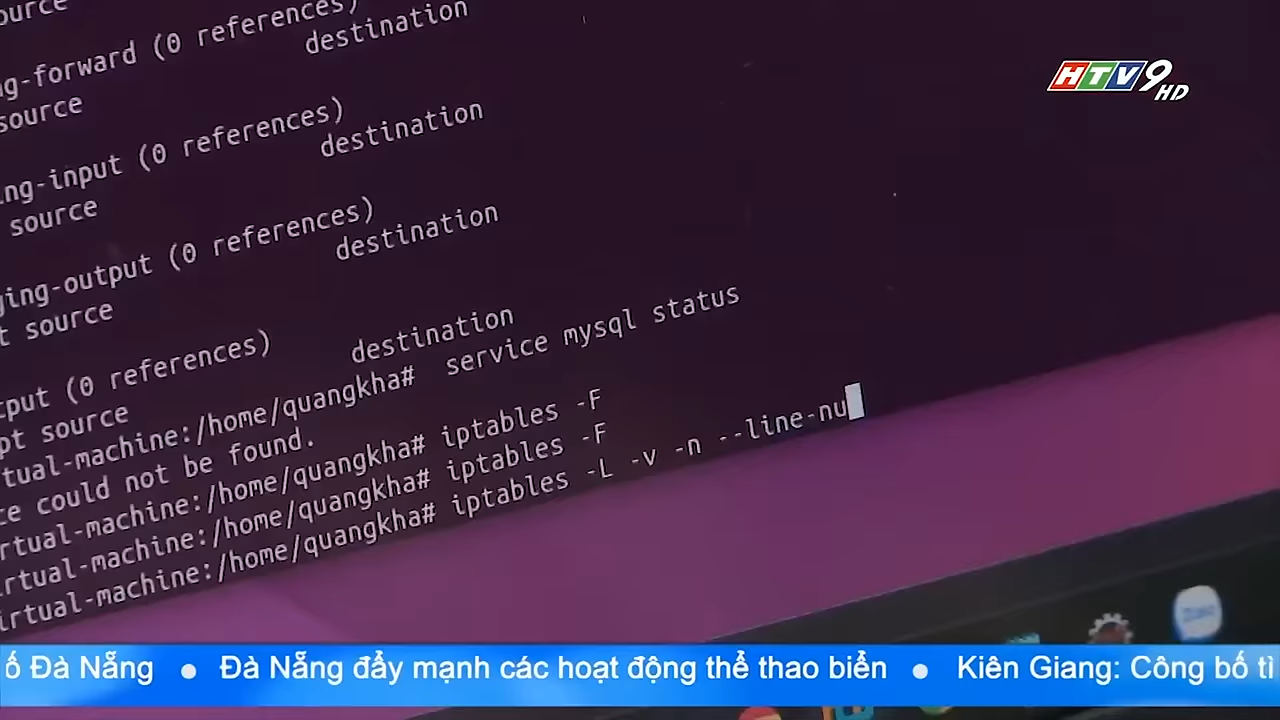 ource
ng-forward (0 references)
source destination
ing-input (0 references)
source destination
ging-output (0 references)
t source destination
tput (0 references)
pt source destination
rtual-machine:/home/quangkha# service mysql status
ce could not be found.
rtual-machine:/home/quangkha# iptables -F
irtual-machine:/home/quangkha# iptables -F
irtual-machine:/home/quangkha# iptables -L -v -n --line-nu
HTV9 HD
ố Đà Nẵng ● Đà Nẵng đẩy mạnh các hoạt động thể thao biển ● Kiên Giang: Công bố tì